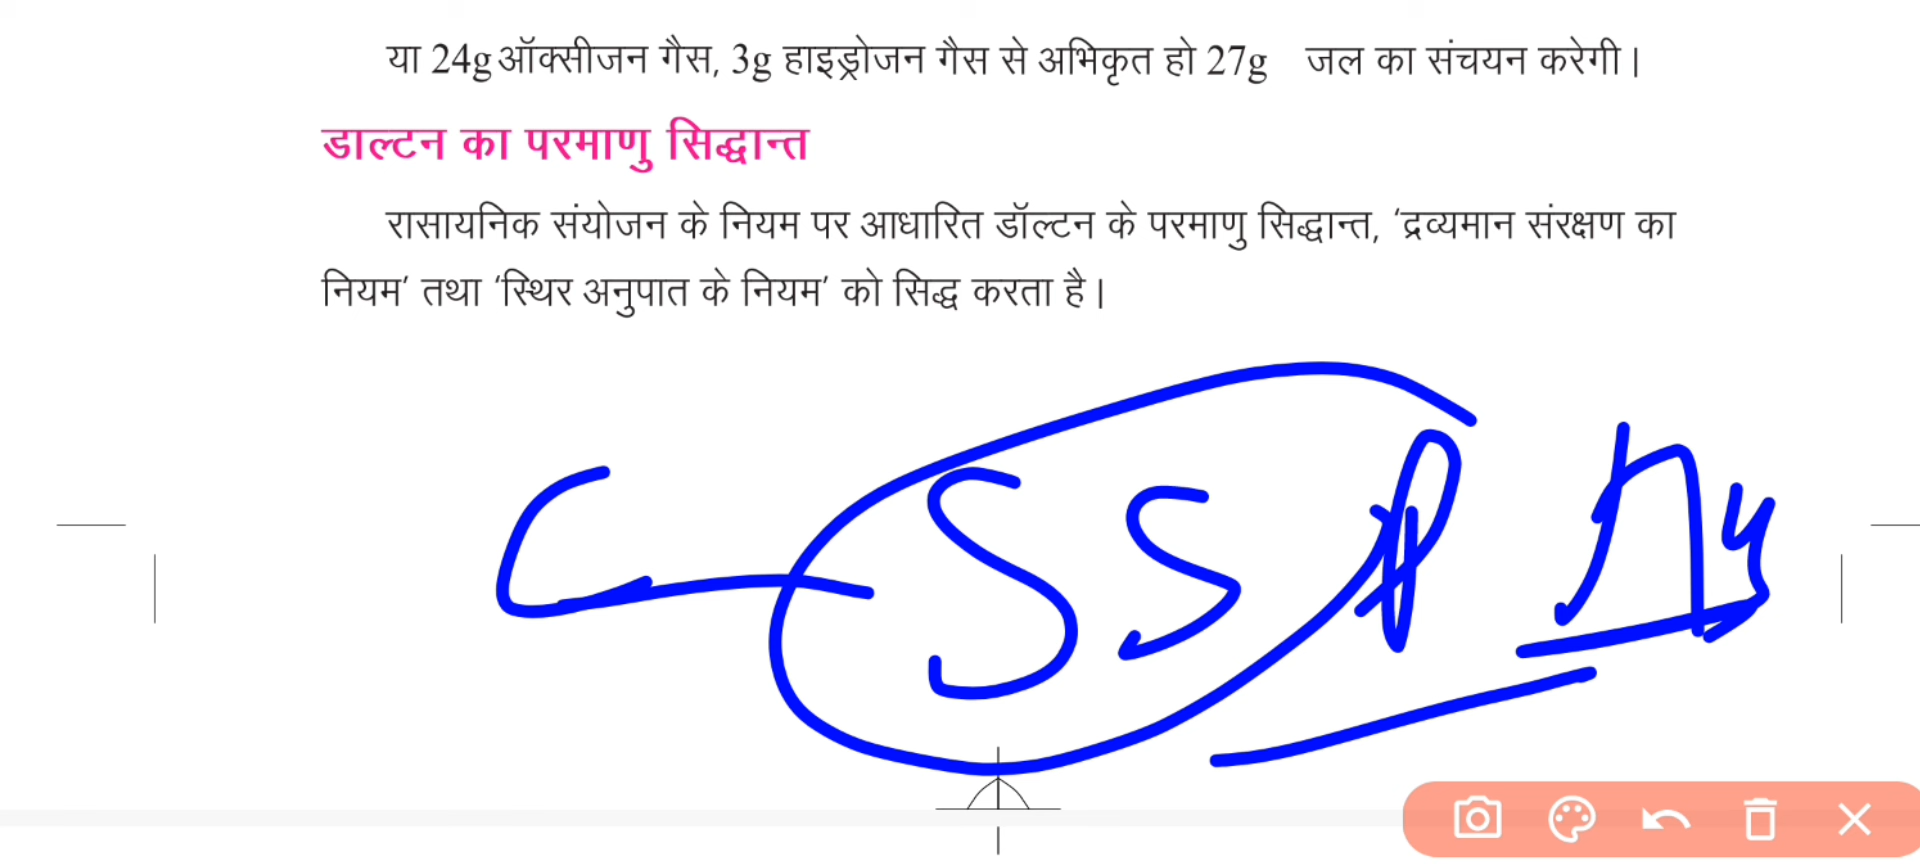 या 24g ऑक्सीजन गैस, 3g हाइड्रोजन गैस से अभिकृत हो 27g जल का संचयन करेगी।
डाल्टन का परमाणु सिद्धान्त
रासायनिक संयोजन के नियम पर आधारित डॉल्टन के परमाणु सिद्धान्त, ‘द्रव्यमान संरक्षण का
नियम’ तथा ‘स्थिर अनुपात के नियम’ को सिद्ध करता है।